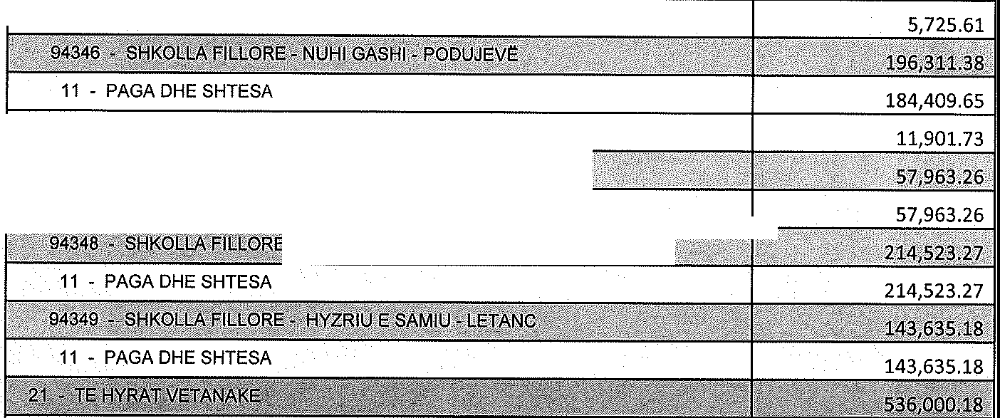 5,725.61
94346 - SHKOLLA FILLORE - NUHI GASHI - PODUJEVË 196,311.38
11 - PAGA DHE SHTESA 184,409.65
11,901.73
57,963.26
57,963.26
94348 - SHKOLLA FILLORE 214,523.27
11 - PAGA DHE SHTESA 214,523.27
94349 - SHKOLLA FILLORE - HYZRIU E SAMIU - LETANC 143,635.18
11 - PAGA DHE SHTESA 143,635.18
21 - TE HYRAT VETANAKE 536,000.18